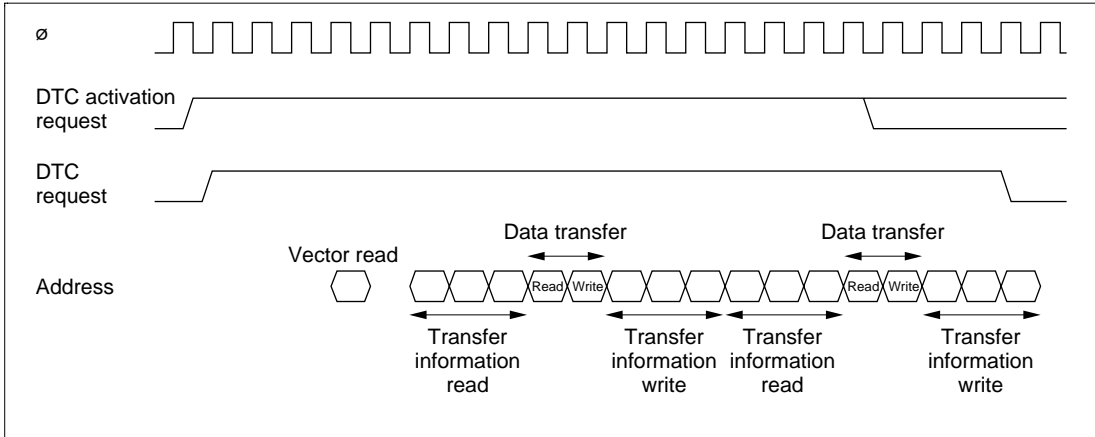 ø
DTC activation
request
DTC
request
Data transfer
Data transfer
Vector read
Address
Read
Write
Read
Write
Transfer
information
read
Transfer
information
write
Transfer
information
read
Transfer
information
write